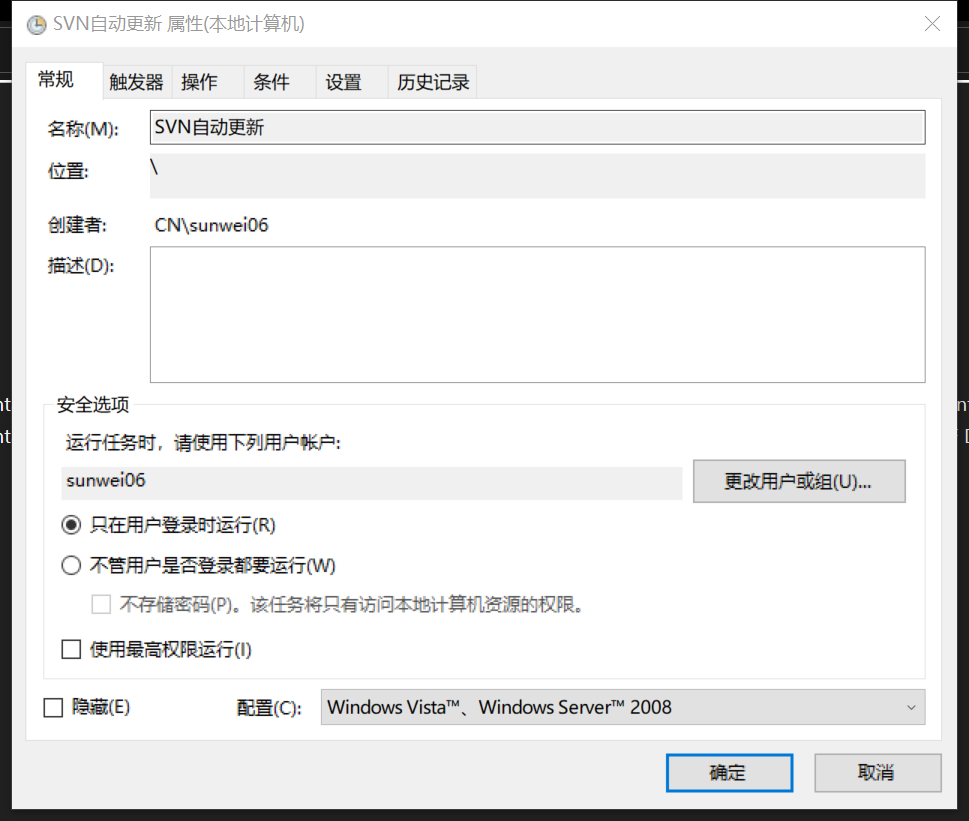 SVN自动更新 属性(本地计算机)
常规 触发器 操作 条件 设置 历史记录
名称(M): SVN自动更新
位置: \
创建者: CN\sunwei06
描述(D):
安全选项
运行任务时，请使用下列用户帐户:
sunwei06 更改用户或组(U)...
只在用户登录时运行(R)
不管用户是否登录都要运行(W)
不存储密码(P)。该任务将只有访问本地计算机资源的权限。
使用最高权限运行(I)
隐藏(E) 配置(C): Windows Vista™、Windows Server™ 2008
确定 取消